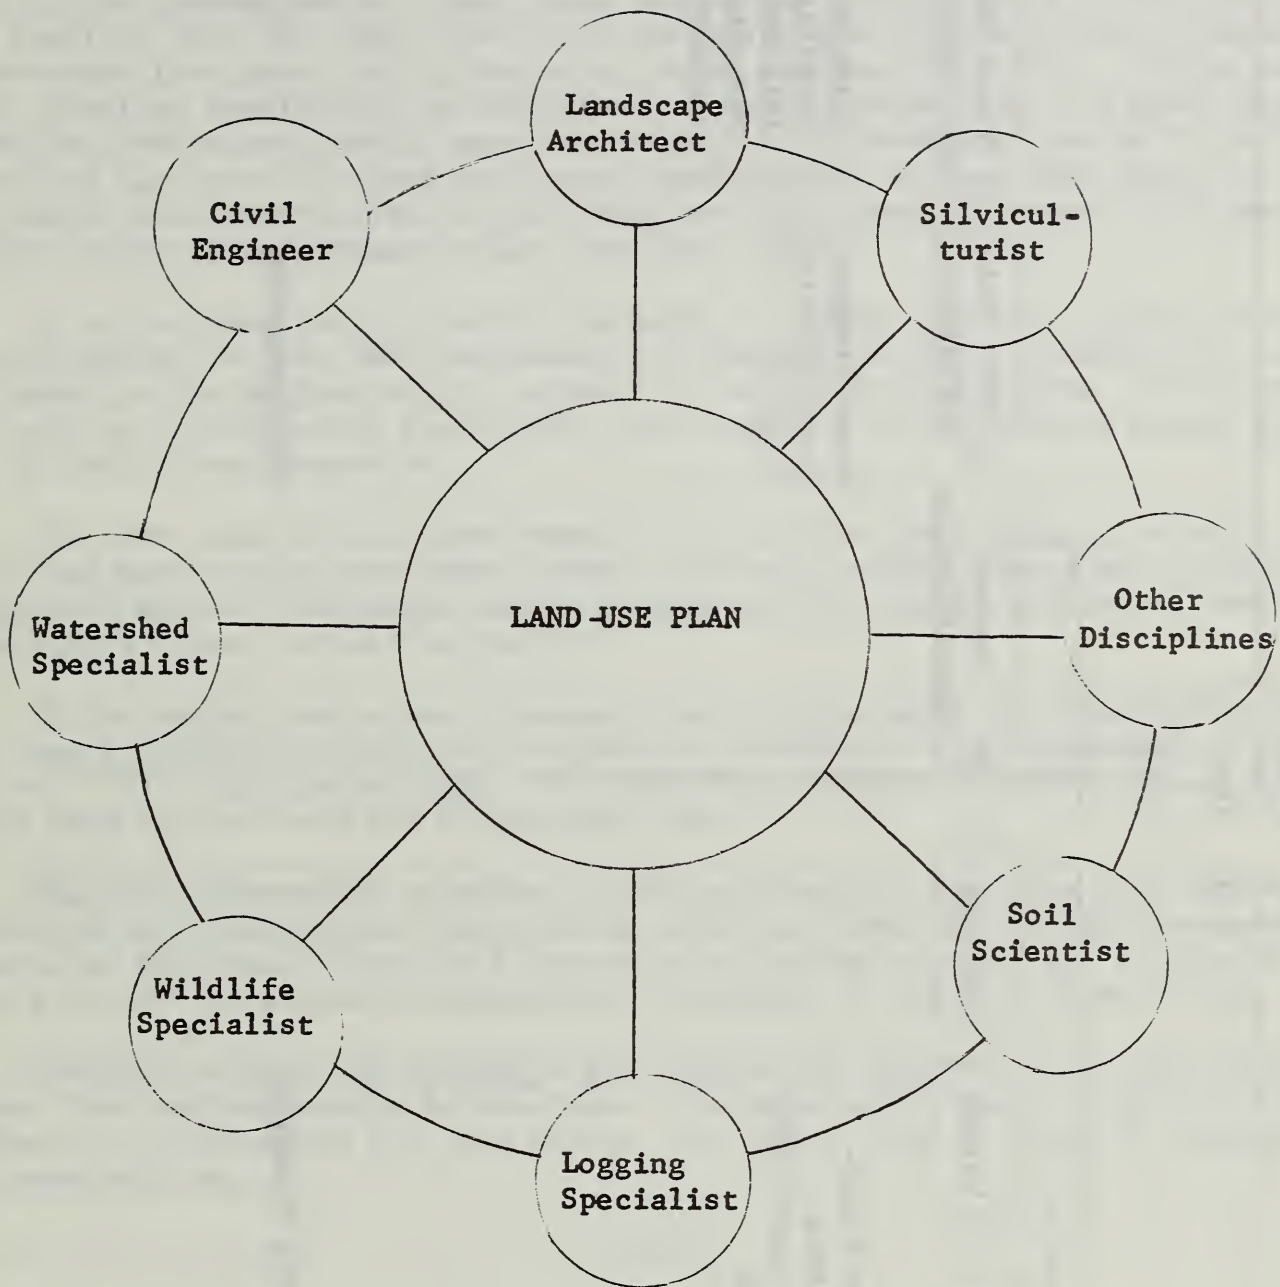 Landscape
Architect
Civil
Engineer
Silvicul-
turist
LAND-USE PLAN
Other
Disciplines
Watershed
Specialist
Soil
Scientist
Wildlife
Specialist
Logging
Specialist